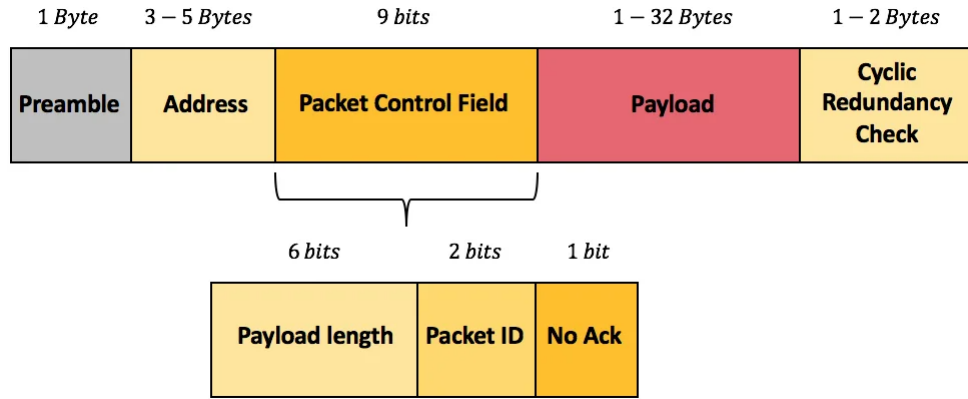 1 Byte 3 − 5 Bytes 9 bits 1 − 32 Bytes 1 − 2 Bytes
Preamble Address Packet Control Field Payload Cyclic
Redundancy
Check
6 bits 2 bits 1 bit
Payload length Packet ID No Ack